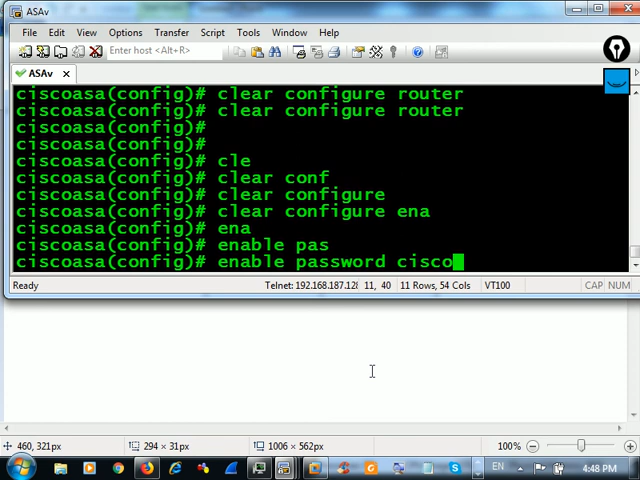 ASAv
File Edit View Options Transfer Script Tools Window Help
Enter host <Alt+R>
ASAv
ciscoasa(config)# clear configure router
ciscoasa(config)# clear configure router
ciscoasa(config)#
ciscoasa(config)#
ciscoasa(config)# cle
ciscoasa(config)# clear conf
ciscoasa(config)# clear configure
ciscoasa(config)# clear configure ena
ciscoasa(config)# ena
ciscoasa(config)# enable pas
ciscoasa(config)# enable password cisco
Ready Telnet: 192.168.187.128 11, 40 11 Rows, 54 Cols VT100 CAP NUM
460, 321px 294 × 31px 1006 × 562px 100%
EN 4:48 PM